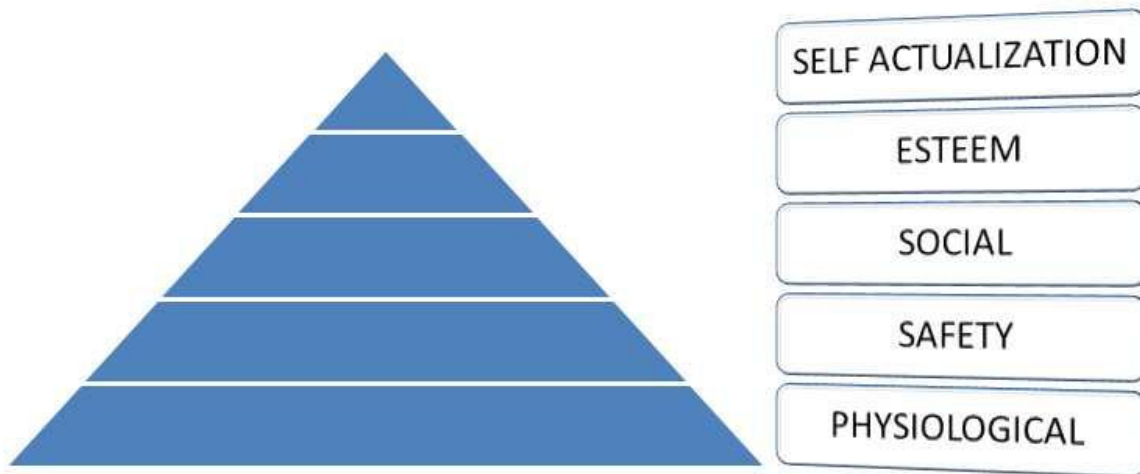 SELF ACTUALIZATION
ESTEEM
SOCIAL
SAFETY
PHYSIOLOGICAL